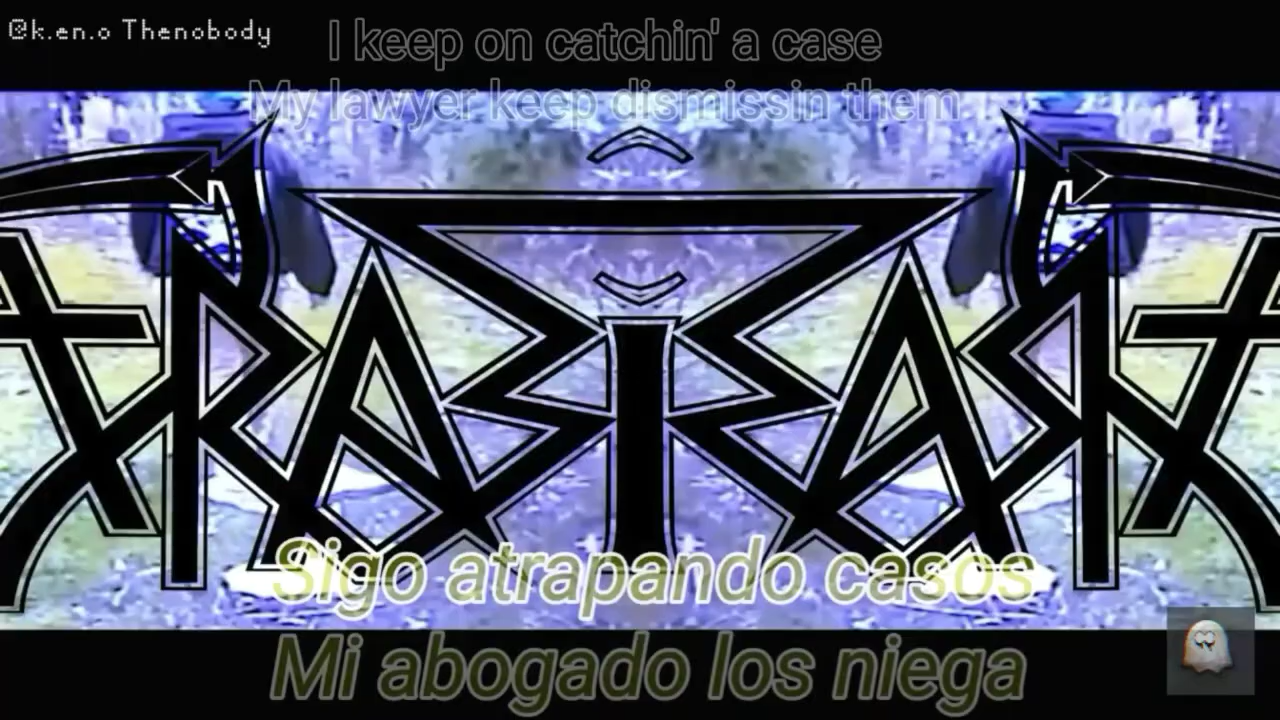 @k.en.o Thenobody
I keep on catchin' a case
My lawyer keep dismissin them
Sigo atrapando casos
Mi abogado los niega